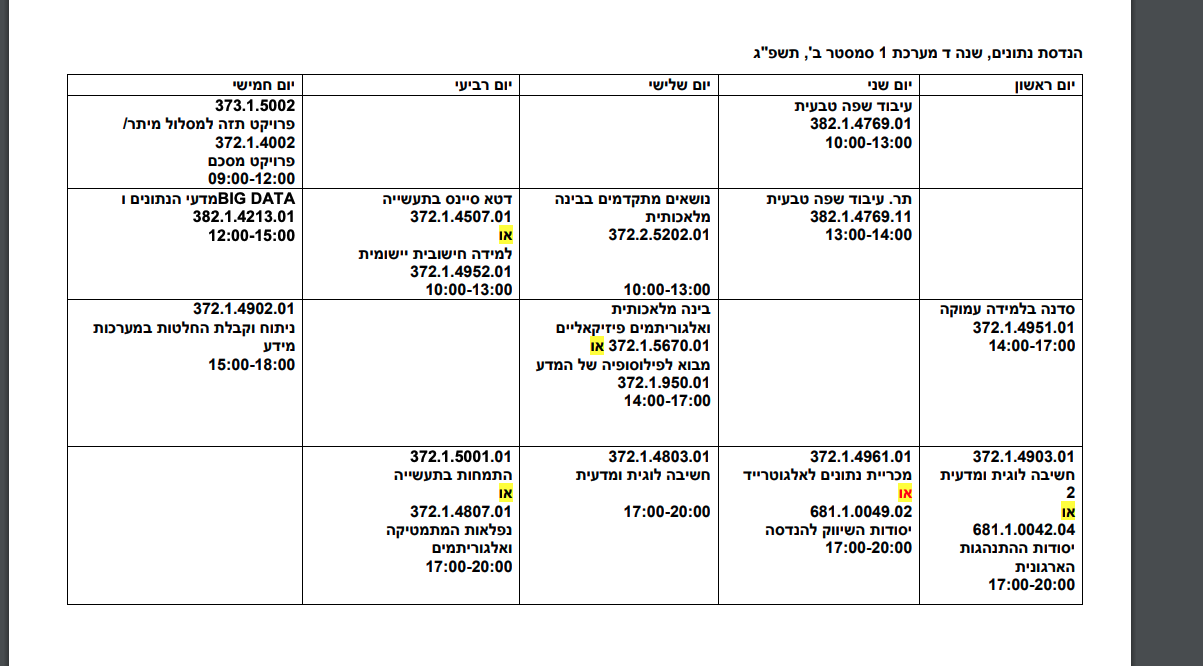 הנדסת נתונים, שנה ד מערכת 1 סמסטר ב', תשפ"ג
יום ראשון
יום שני
יום שלישי
יום רביעי
יום חמישי
עיבוד שפה טבעית
382.1.4769.01
10:00-13:00
373.1.5002
פרויקט תזה למסלול מיתר/
372.1.4002
פרויקט מסכם
09:00-12:00
תר. עיבוד שפה טבעית
382.1.4769.11
13:00-14:00
נושאים מתקדמים בבינה
מלאכותית
372.2.5202.01
10:00-13:00
דטא סיינס בתעשייה
372.1.4507.01
או
למידה חישובית יישומית
372.1.4952.01
10:00-13:00
BIG DATAמדעי הנתונים ו
382.1.4213.01
12:00-15:00
סדנה בלמידה עמוקה
372.1.4951.01
14:00-17:00
בינה מלאכותית
ואלגוריתמים פיזיקאליים
372.1.5670.01 או
מבוא לפילוסופיה של המדע
372.1.950.01
14:00-17:00
372.1.4902.01
ניתוח וקבלת החלטות במערכות
מידע
15:00-18:00
372.1.4903.01
חשיבה לוגית ומדעית
2
או
681.1.0042.04
יסודות ההתנהגות
הארגונית
17:00-20:00
372.1.4961.01
מכריית נתונים לאלגוטרייד
או
681.1.0049.02
יסודות השיווק להנדסה
17:00-20:00
372.1.4803.01
חשיבה לוגית ומדעית
17:00-20:00
372.1.5001.01
התמחות בתעשייה
או
372.1.4807.01
נפלאות המתמטיקה
ואלגוריתמים
17:00-20:00